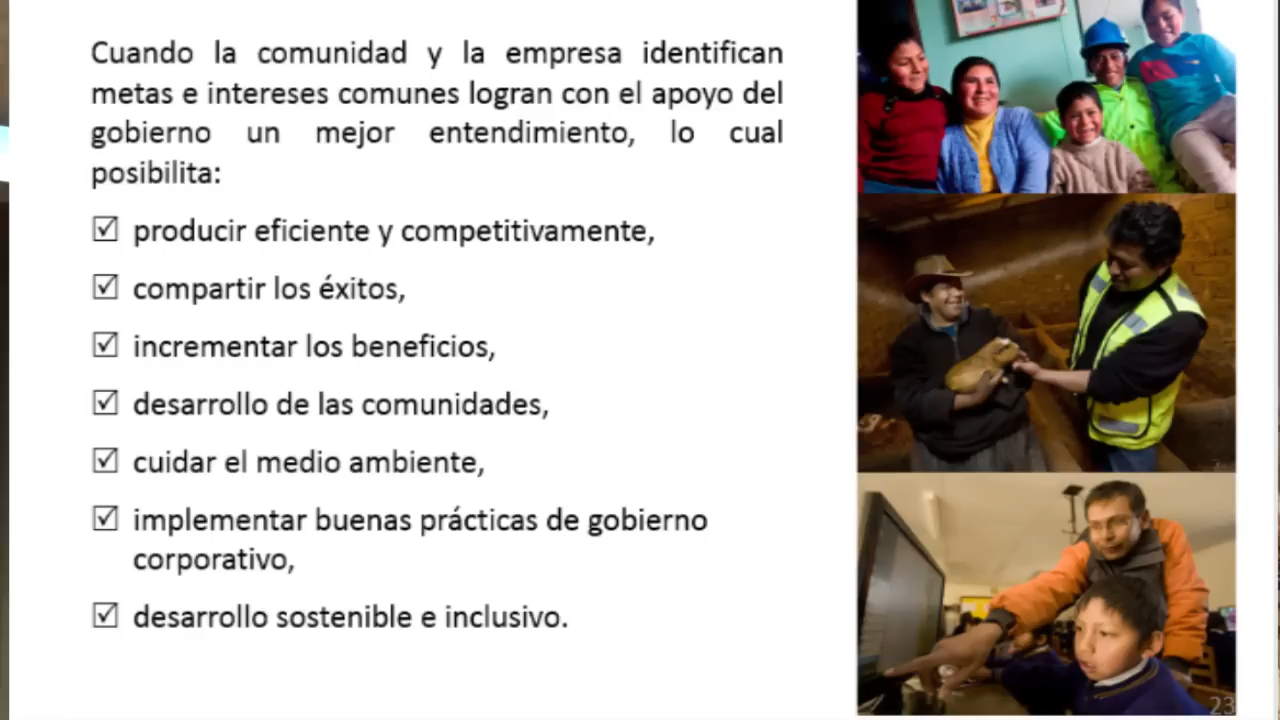 Cuando la comunidad y la empresa identifican
metas e intereses comunes logran con el apoyo del
gobierno un mejor entendimiento, lo cual
posibilita:
☑ producir eficiente y competitivamente,
☑ compartir los éxitos,
☑ incrementar los beneficios,
☑ desarrollo de las comunidades,
☑ cuidar el medio ambiente,
☑ implementar buenas prácticas de gobierno
corporativo,
☑ desarrollo sostenible e inclusivo.
23